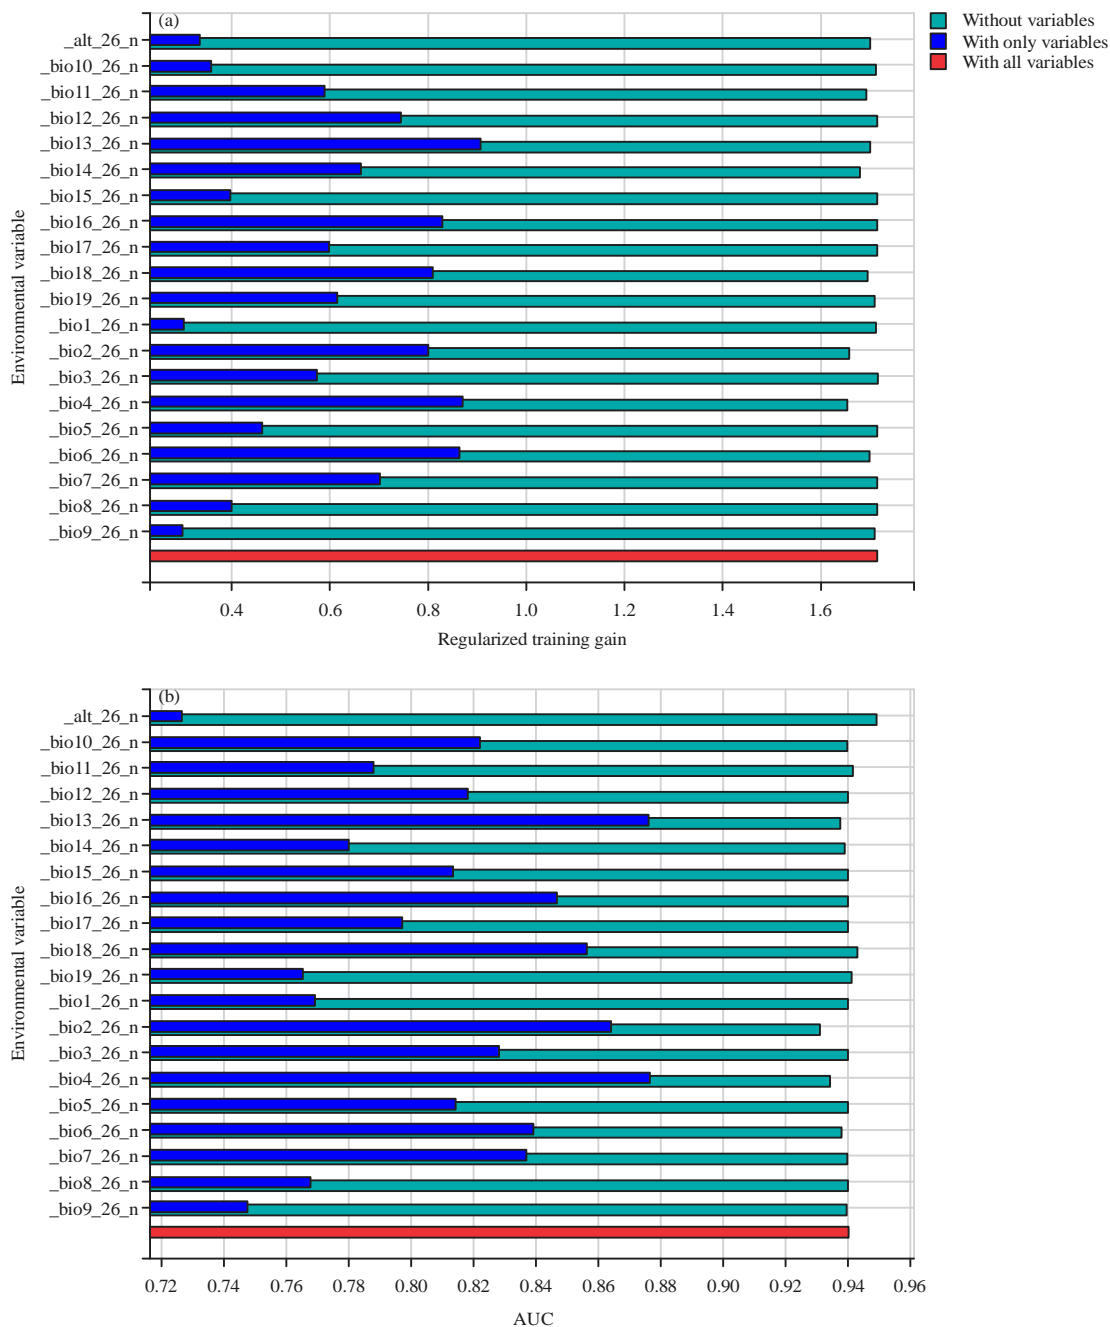 (a)
Without variables
With only variables
With all variables
Environmental variable
_alt_26_n
_bio10_26_n
_bio11_26_n
_bio12_26_n
_bio13_26_n
_bio14_26_n
_bio15_26_n
_bio16_26_n
_bio17_26_n
_bio18_26_n
_bio19_26_n
_bio1_26_n
_bio2_26_n
_bio3_26_n
_bio4_26_n
_bio5_26_n
_bio6_26_n
_bio7_26_n
_bio8_26_n
_bio9_26_n
0.4 0.6 0.8 1.0 1.2 1.4 1.6
Regularized training gain
(b)
Environmental variable
_alt_26_n
_bio10_26_n
_bio11_26_n
_bio12_26_n
_bio13_26_n
_bio14_26_n
_bio15_26_n
_bio16_26_n
_bio17_26_n
_bio18_26_n
_bio19_26_n
_bio1_26_n
_bio2_26_n
_bio3_26_n
_bio4_26_n
_bio5_26_n
_bio6_26_n
_bio7_26_n
_bio8_26_n
_bio9_26_n
0.72 0.74 0.76 0.78 0.80 0.82 0.84 0.86 0.88 0.90 0.92 0.94 0.96
AUC